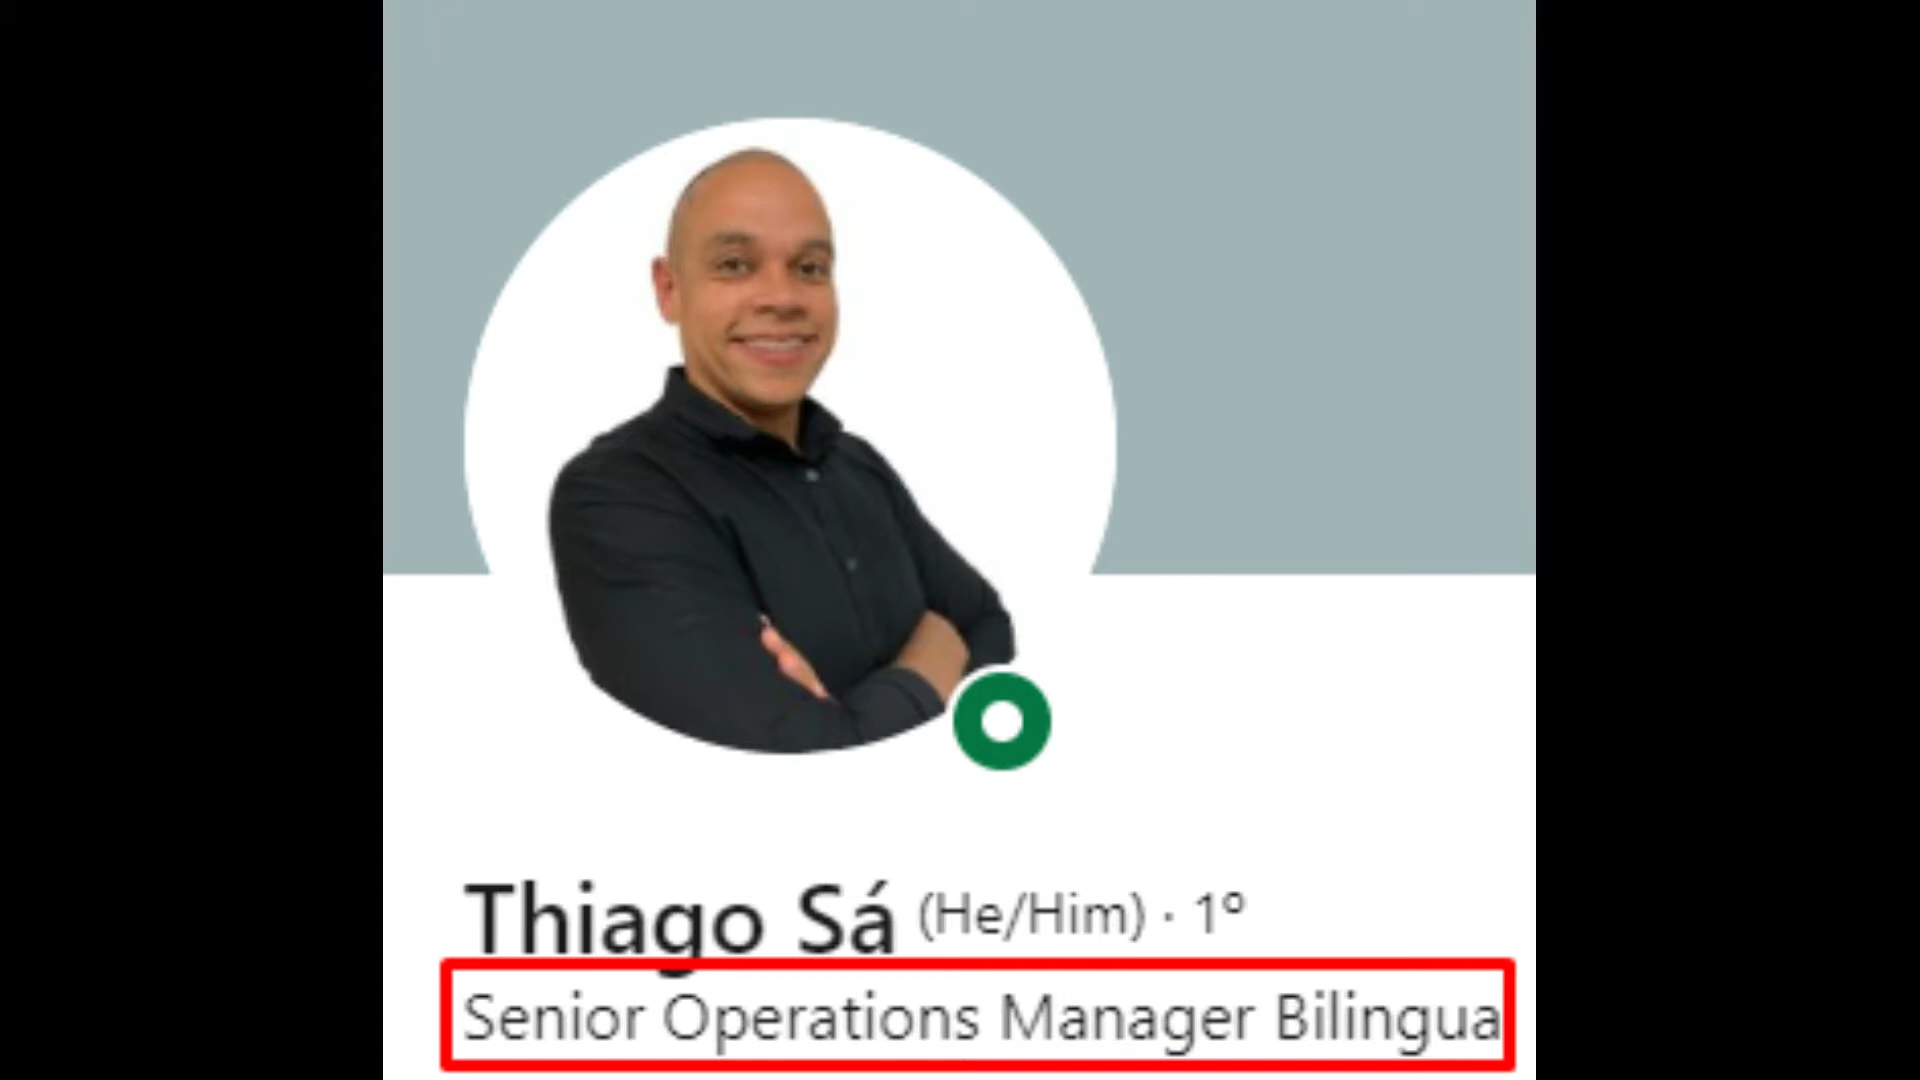 Thiago Sá (He/Him) · 1º
Senior Operations Manager Bilingua